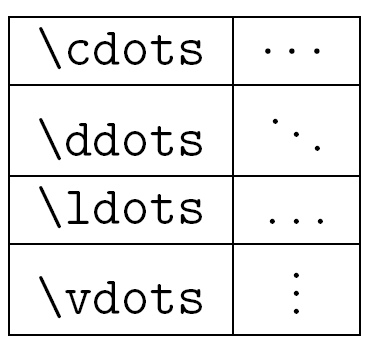 \cdots ⋯
\ddots ⋱
\ldots …
\vdots ⋮